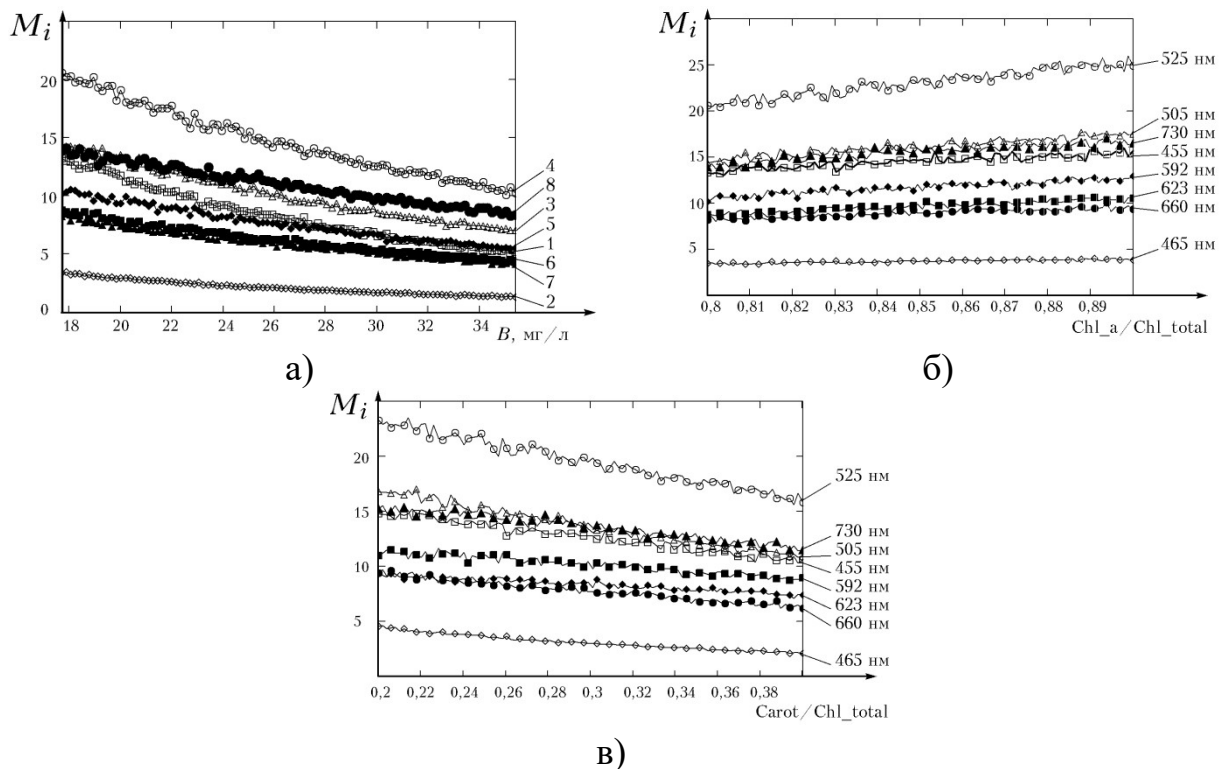 M_i
20
15
10
5
0
18 20 22 24 26 28 30 32 34
B, мг/л
4
8
3
5
1
6
7
2
а)
M_i
25
20
15
10
5
0,8 0,81 0,82 0,83 0,84 0,85 0,86 0,87 0,88 0,89
Chl_a/Chl_total
525 нм
505 нм
730 нм
455 нм
592 нм
623 нм
660 нм
465 нм
б)
M_i
20
15
10
5
0,2 0,22 0,24 0,26 0,28 0,3 0,32 0,34 0,36 0,38
Carot/Chl_total
525 нм
730 нм
505 нм
455 нм
592 нм
623 нм
660 нм
465 нм
в)